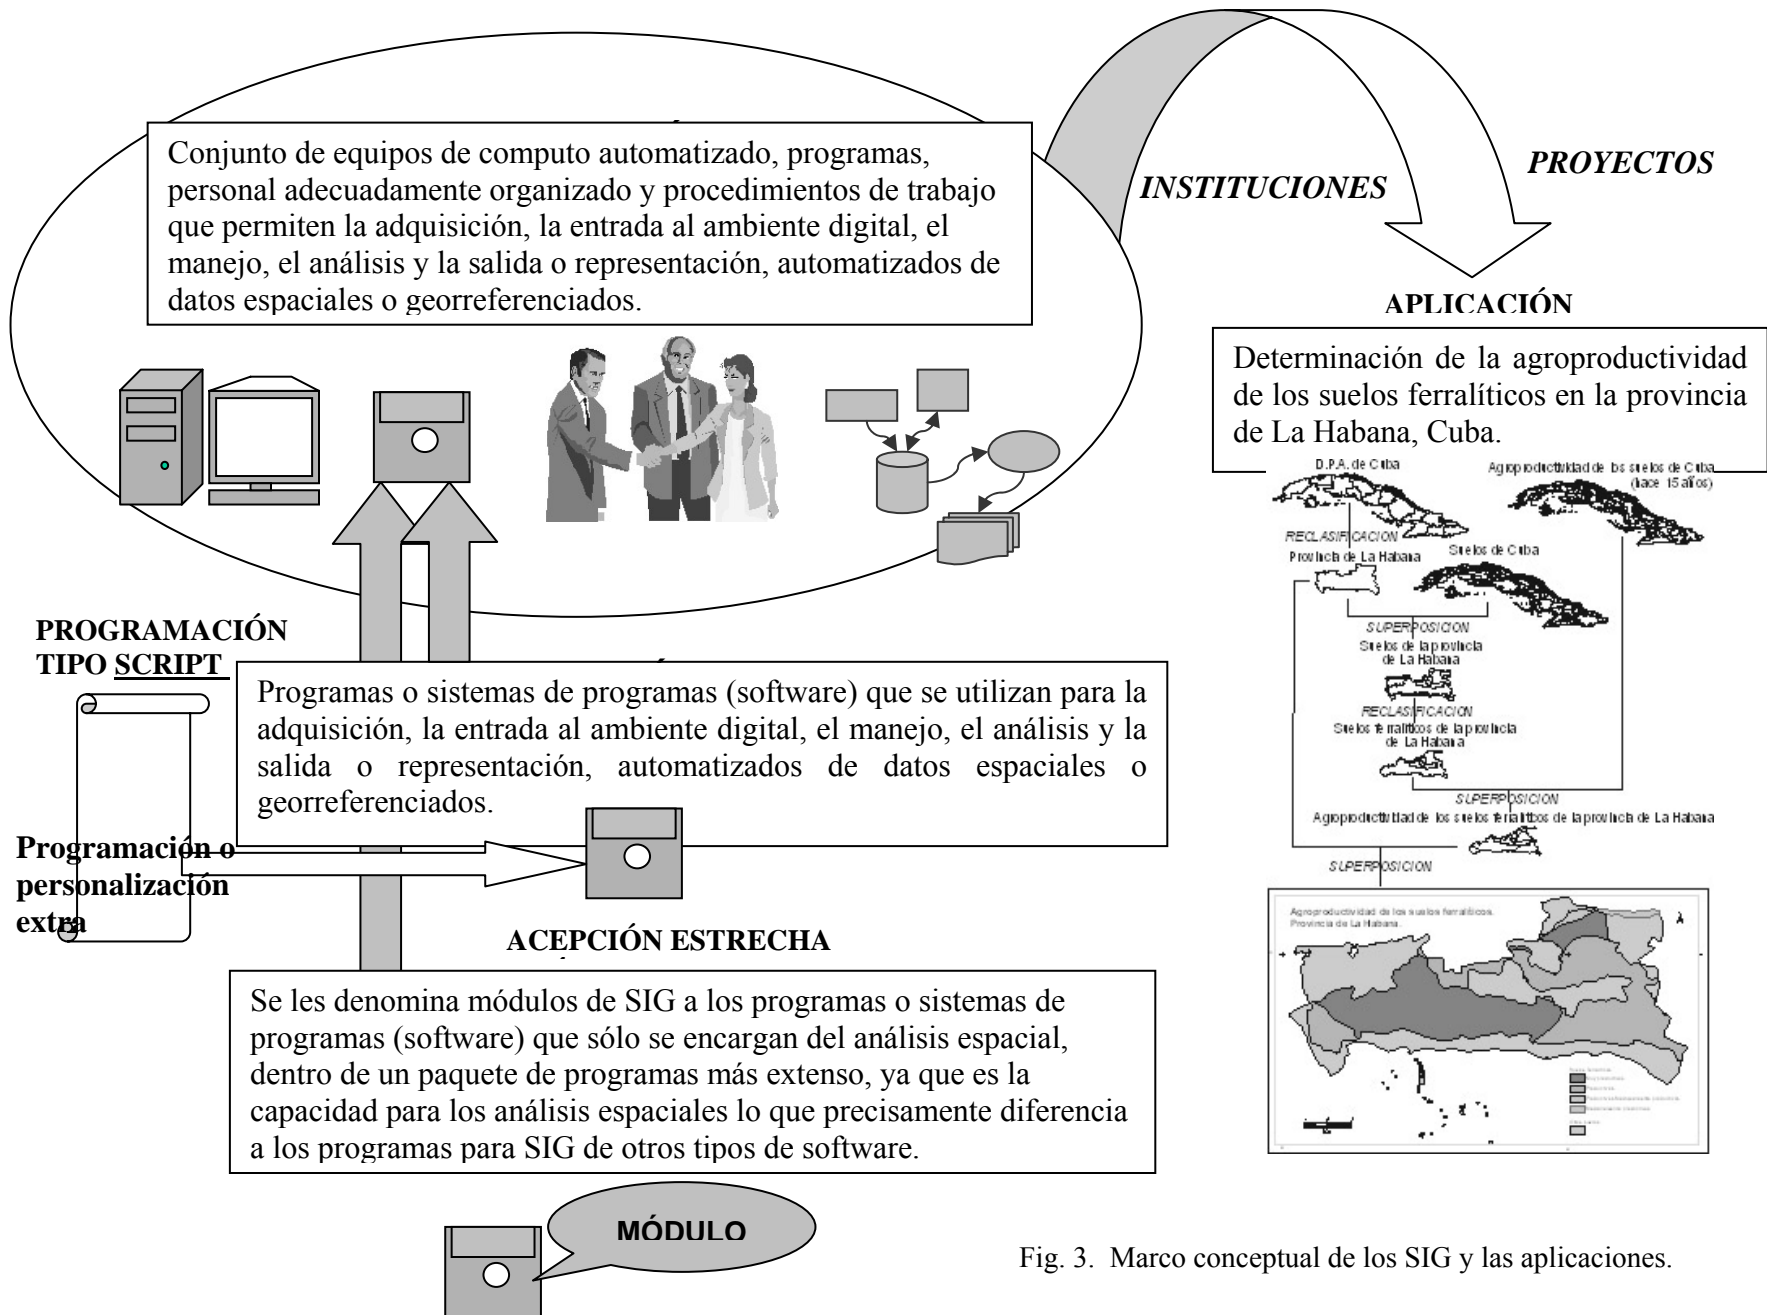 Conjunto de equipos de computo automatizado, programas,
personal adecuadamente organizado y procedimientos de trabajo
que permiten la adquisición, la entrada al ambiente digital, el
manejo, el análisis y la salida o representación, automatizados de
datos espaciales o georreferenciados.
INSTITUCIONES
PROYECTOS
APLICACIÓN
Determinación de la agroproductividad
de los suelos ferralíticos en la provincia
de La Habana, Cuba.
D.P.A. de Cuba
Agroproductividad de los suelos de Cuba
(hace 15 años)
RECLASIFICACION
Provincia de La Habana
Suelos de Cuba
SUPERPOSICION
Suelos de la provincia
de La Habana
RECLASIFICACION
Suelos ferralíticos de la provincia
de La Habana
SUPERPOSICION
Agroproductividad de los suelos ferralíticos de la provincia de La Habana
SUPERPOSICION
Agroproductividad de los suelos ferralíticos.
Provincia de La Habana.
PROGRAMACIÓN
TIPO SCRIPT
Programas o sistemas de programas (software) que se utilizan para la
adquisición, la entrada al ambiente digital, el manejo, el análisis y la
salida o representación, automatizados de datos espaciales o
georreferenciados.
Programación o
personalización
extra
ACEPCIÓN ESTRECHA
Se les denomina módulos de SIG a los programas o sistemas de
programas (software) que sólo se encargan del análisis espacial,
dentro de un paquete de programas más extenso, ya que es la
capacidad para los análisis espaciales lo que precisamente diferencia
a los programas para SIG de otros tipos de software.
MÓDULO
Fig. 3. Marco conceptual de los SIG y las aplicaciones.